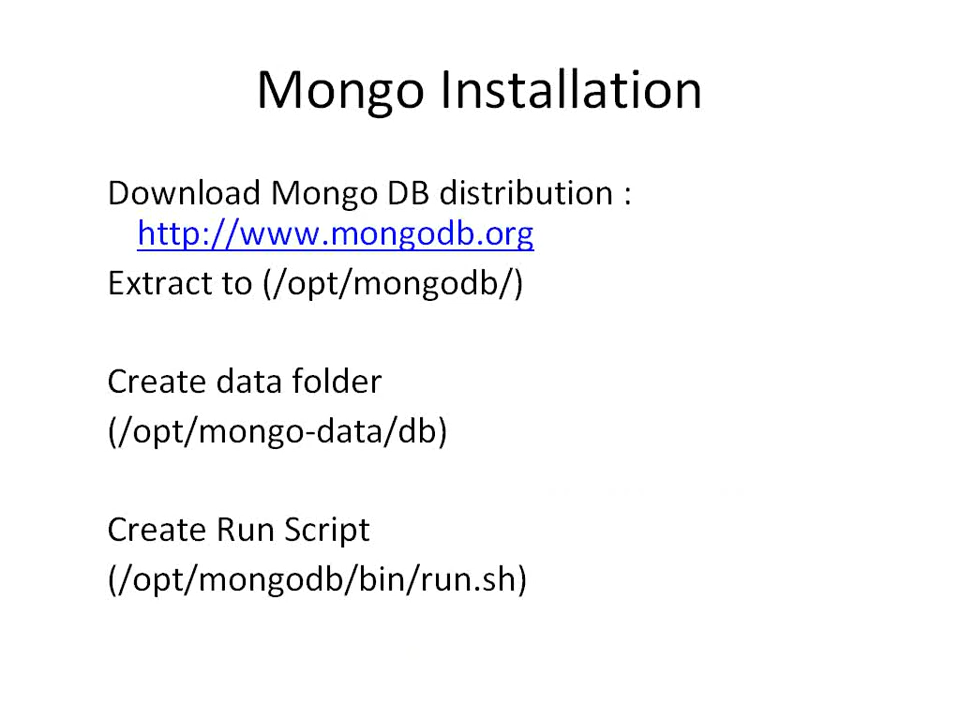 Mongo Installation
Download Mongo DB distribution :
http://www.mongodb.org
Extract to (/opt/mongodb/)
Create data folder
(/opt/mongo-data/db)
Create Run Script
(/opt/mongodb/bin/run.sh)